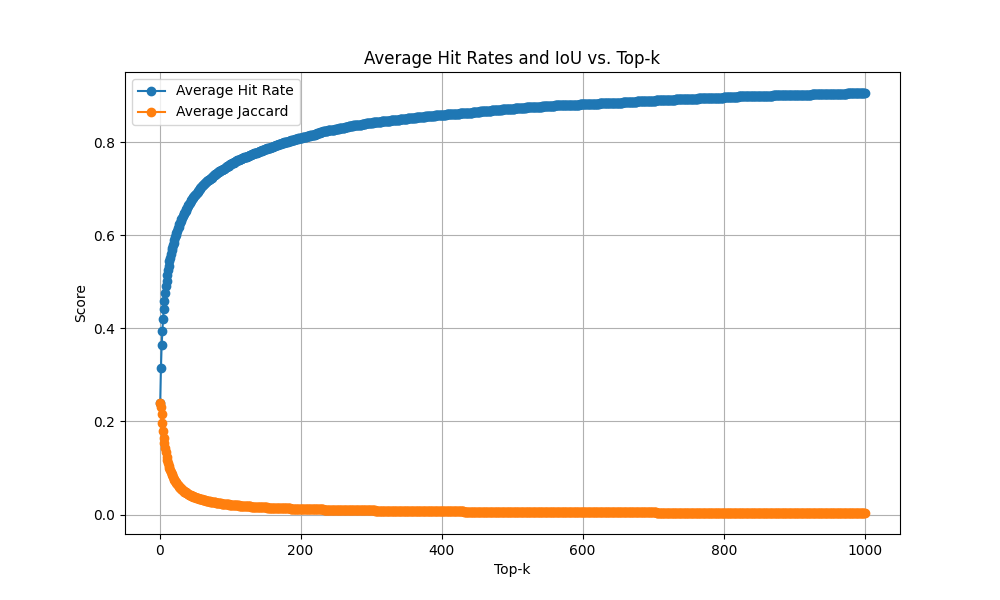 Average Hit Rates and IoU vs. Top-k
Average Hit Rate
Average Jaccard
Score
0.8
0.6
0.4
0.2
0.0
0
200
400
600
800
1000
Top-k